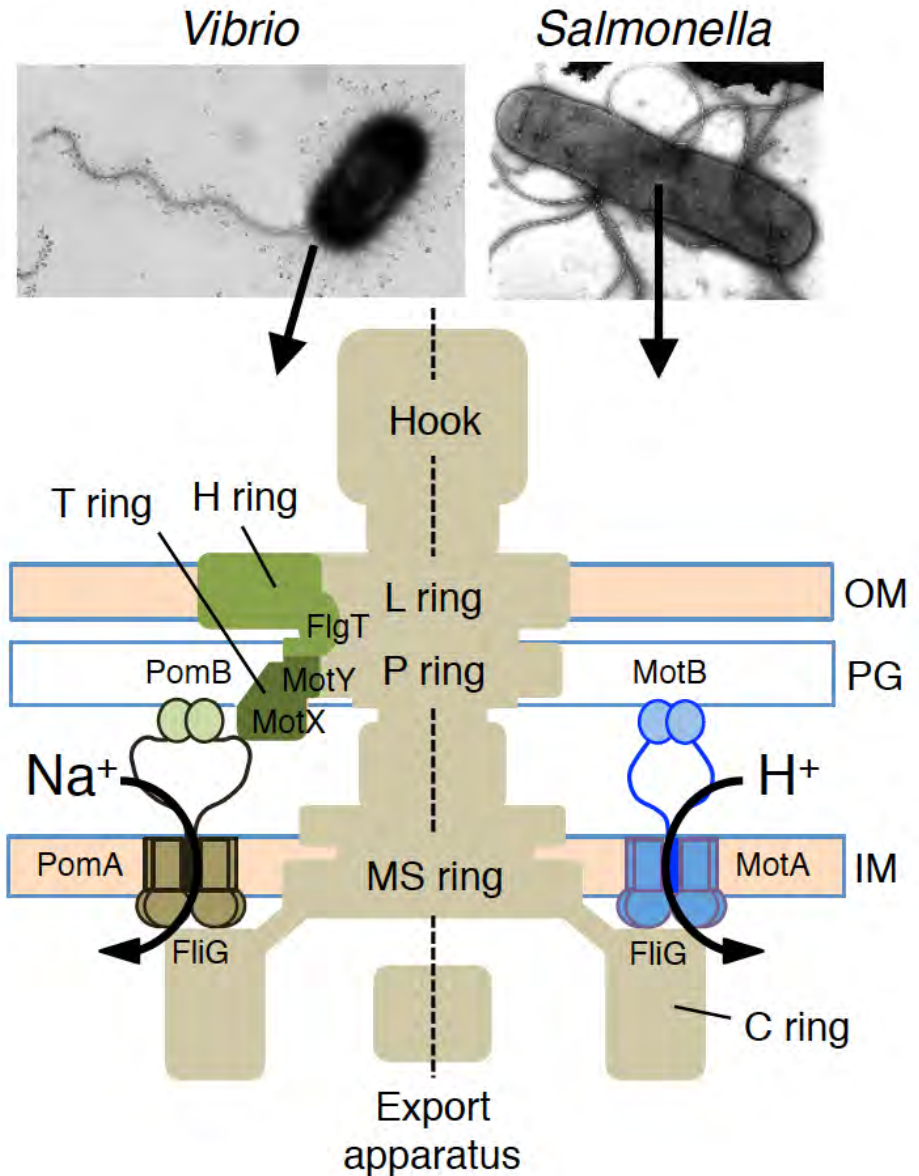 Vibrio
Salmonella
Hook
T ring
H ring
L ring
OM
FlgT
PomB
MotY
P ring
MotB
PG
MotX
Na⁺
H⁺
PomA
MS ring
MotA
IM
FliG
FliG
C ring
Export
apparatus